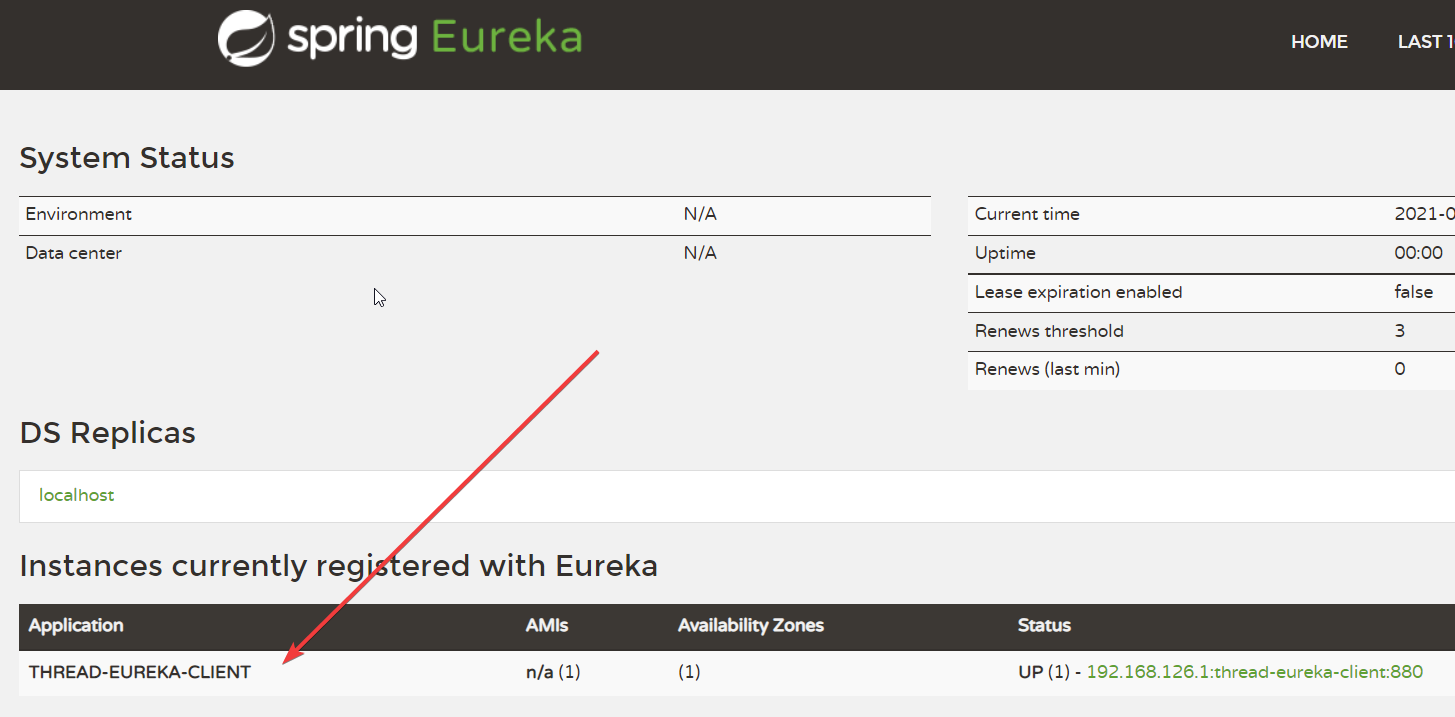 spring Eureka
HOME LAST 1
System Status
Environment N/A
Data center N/A
Current time 2021-0
Uptime 00:00
Lease expiration enabled false
Renews threshold 3
Renews (last min) 0
DS Replicas
localhost
Instances currently registered with Eureka
Application AMIs Availability Zones Status
THREAD-EUREKA-CLIENT n/a (1) (1) UP (1) - 192.168.126.1:thread-eureka-client:880